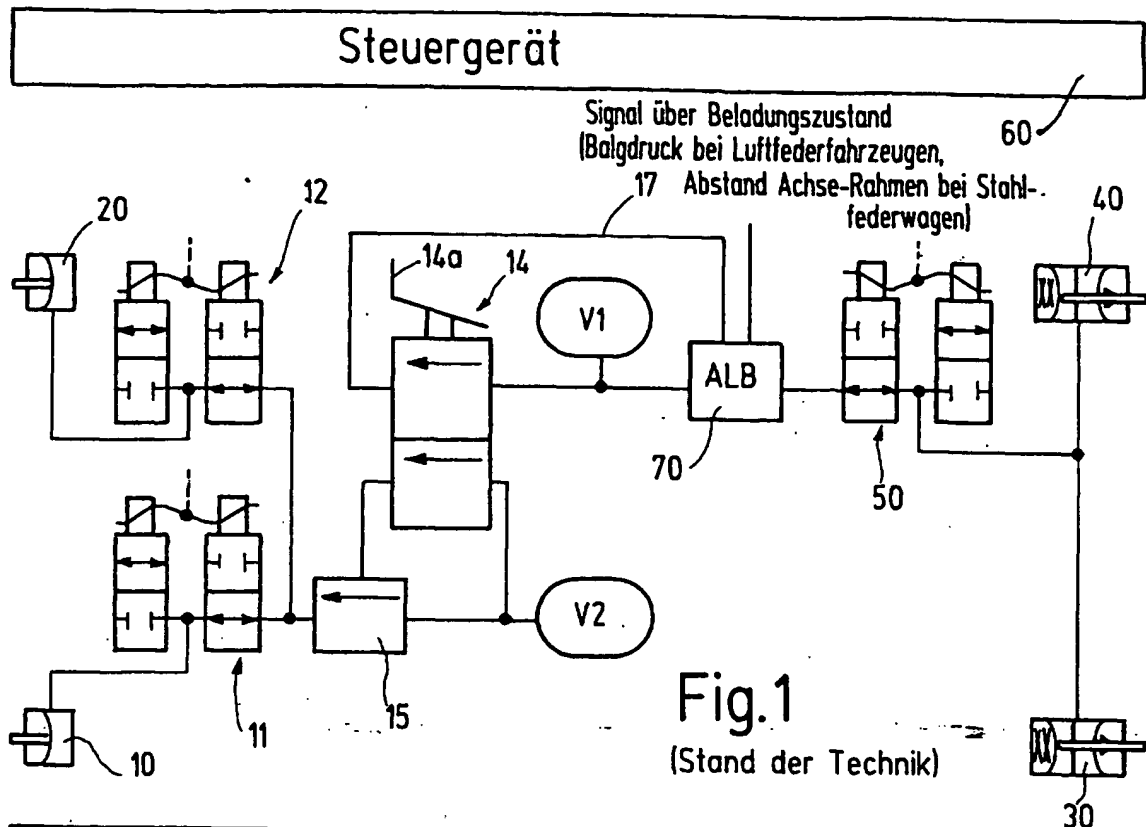 Steuergerät
60
Signal über Beladungszustand
(Balgdruck bei Luftfederfahrzeugen,
17 Abstand Achse-Rahmen bei Stahl-
federwagen)
40
20
12
14a
14
V1
ALB
70
50
15
V2
11
10
Fig.1
(Stand der Technik)
30